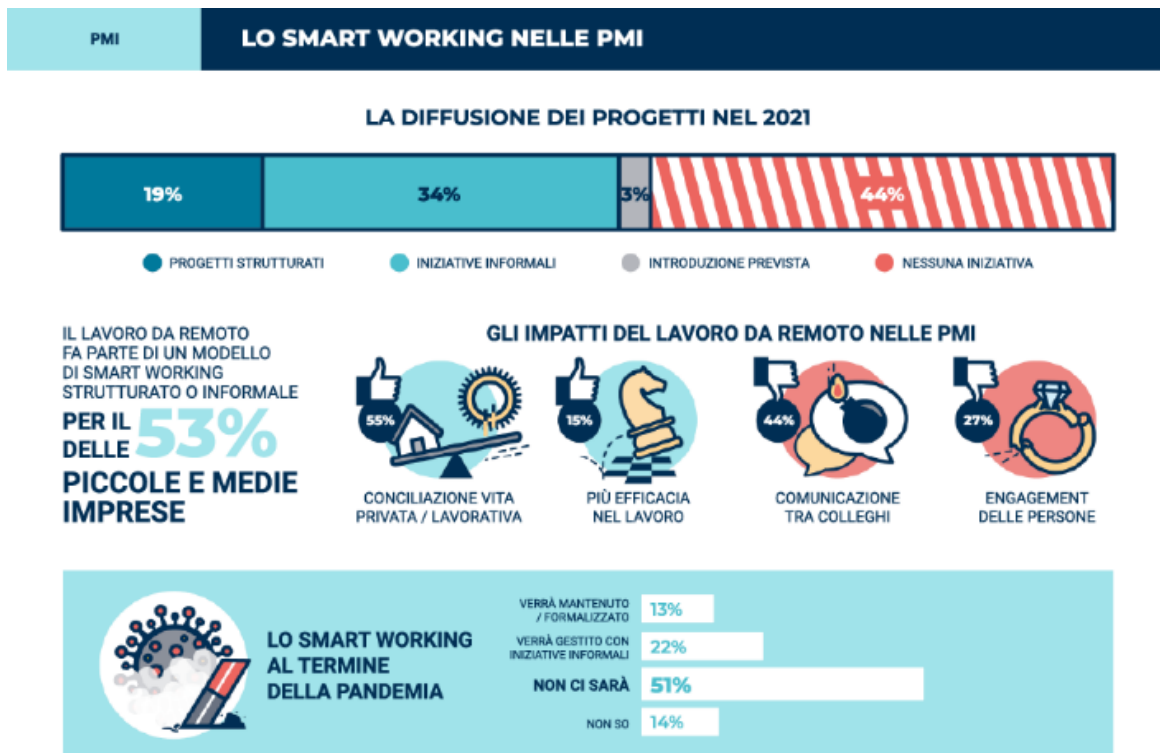 PMI
LO SMART WORKING NELLE PMI
LA DIFFUSIONE DEI PROGETTI NEL 2021
19%
34%
3%
44%
PROGETTI STRUTTURATI
INIZIATIVE INFORMALI
INTRODUZIONE PREVISTA
NESSUNA INIZIATIVA
IL LAVORO DA REMOTO
FA PARTE DI UN MODELLO
DI SMART WORKING
STRUTTURATO O INFORMALE
PER IL 53%
DELLE
PICCOLE E MEDIE
IMPRESE
GLI IMPATTI DEL LAVORO DA REMOTO NELLE PMI
55%
CONCILIAZIONE VITA
PRIVATA / LAVORATIVA
15%
PIÙ EFFICACIA
NEL LAVORO
44%
COMUNICAZIONE
TRA COLLEGHI
27%
ENGAGEMENT
DELLE PERSONE
LO SMART WORKING
AL TERMINE
DELLA PANDEMIA
VERRÀ MANTENUTO
/ FORMALIZZATO
13%
VERRÀ GESTITO CON
INIZIATIVE INFORMALI
22%
NON CI SARÀ
51%
NON SO
14%